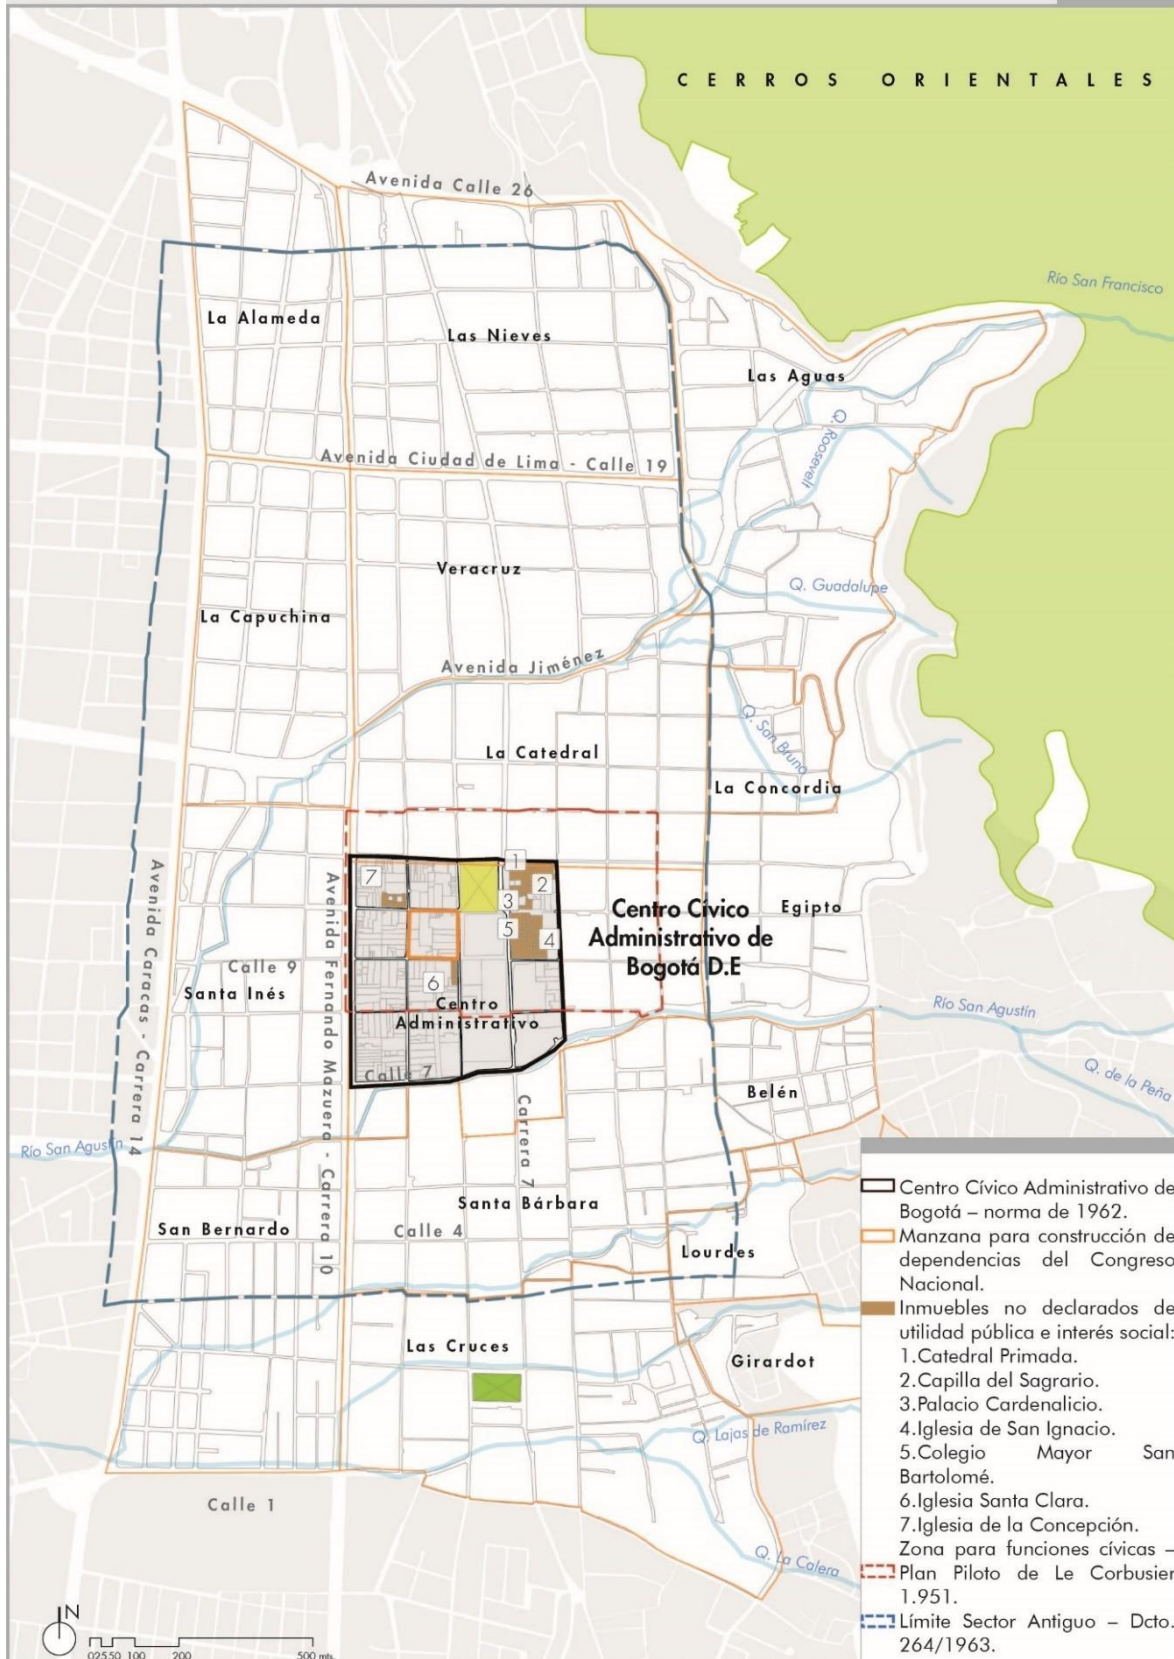 CERROS ORIENTALES
Avenida Calle 26
Río San Francisco
La Alameda
Las Nieves
Las Aguas
Q. Roosevelt
Avenida Ciudad de Lima - Calle 19
Veracruz
Q. Guadalupe
La Capuchina
Avenida Jiménez
Q. San Bruno
La Catedral
La Concordia
Avenida Caracas - Carrera 14
Avenida Fernando Mazuera - Carrera 10
1
7
2
3
5
4
6
Centro Cívico
Administrativo de
Bogotá D.E
Egipto
Calle 9
Santa Inés
Centro
Administrativo
Río San Agustín
Calle 7
Q. de la Peña
Belén
Carrera 7
Río San Agustín
Santa Bárbara
San Bernardo
Calle 4
Lourdes
Las Cruces
Girardot
Q. Lajas de Ramírez
Calle 1
Q. La Calera
N
02550 100 200 500 mts.
Centro Cívico Administrativo de
Bogotá – norma de 1962.
Manzana para construcción de
dependencias del Congreso
Nacional.
Inmuebles no declarados de
utilidad pública e interés social:
1.Catedral Primada.
2.Capilla del Sagrario.
3.Palacio Cardenalicio.
4.Iglesia de San Ignacio.
5.Colegio Mayor San
Bartolomé.
6.Iglesia Santa Clara.
7.Iglesia de la Concepción.
Zona para funciones cívicas –
Plan Piloto de Le Corbusier
1.951.
Límite Sector Antiguo – Dcto.
264/1963.